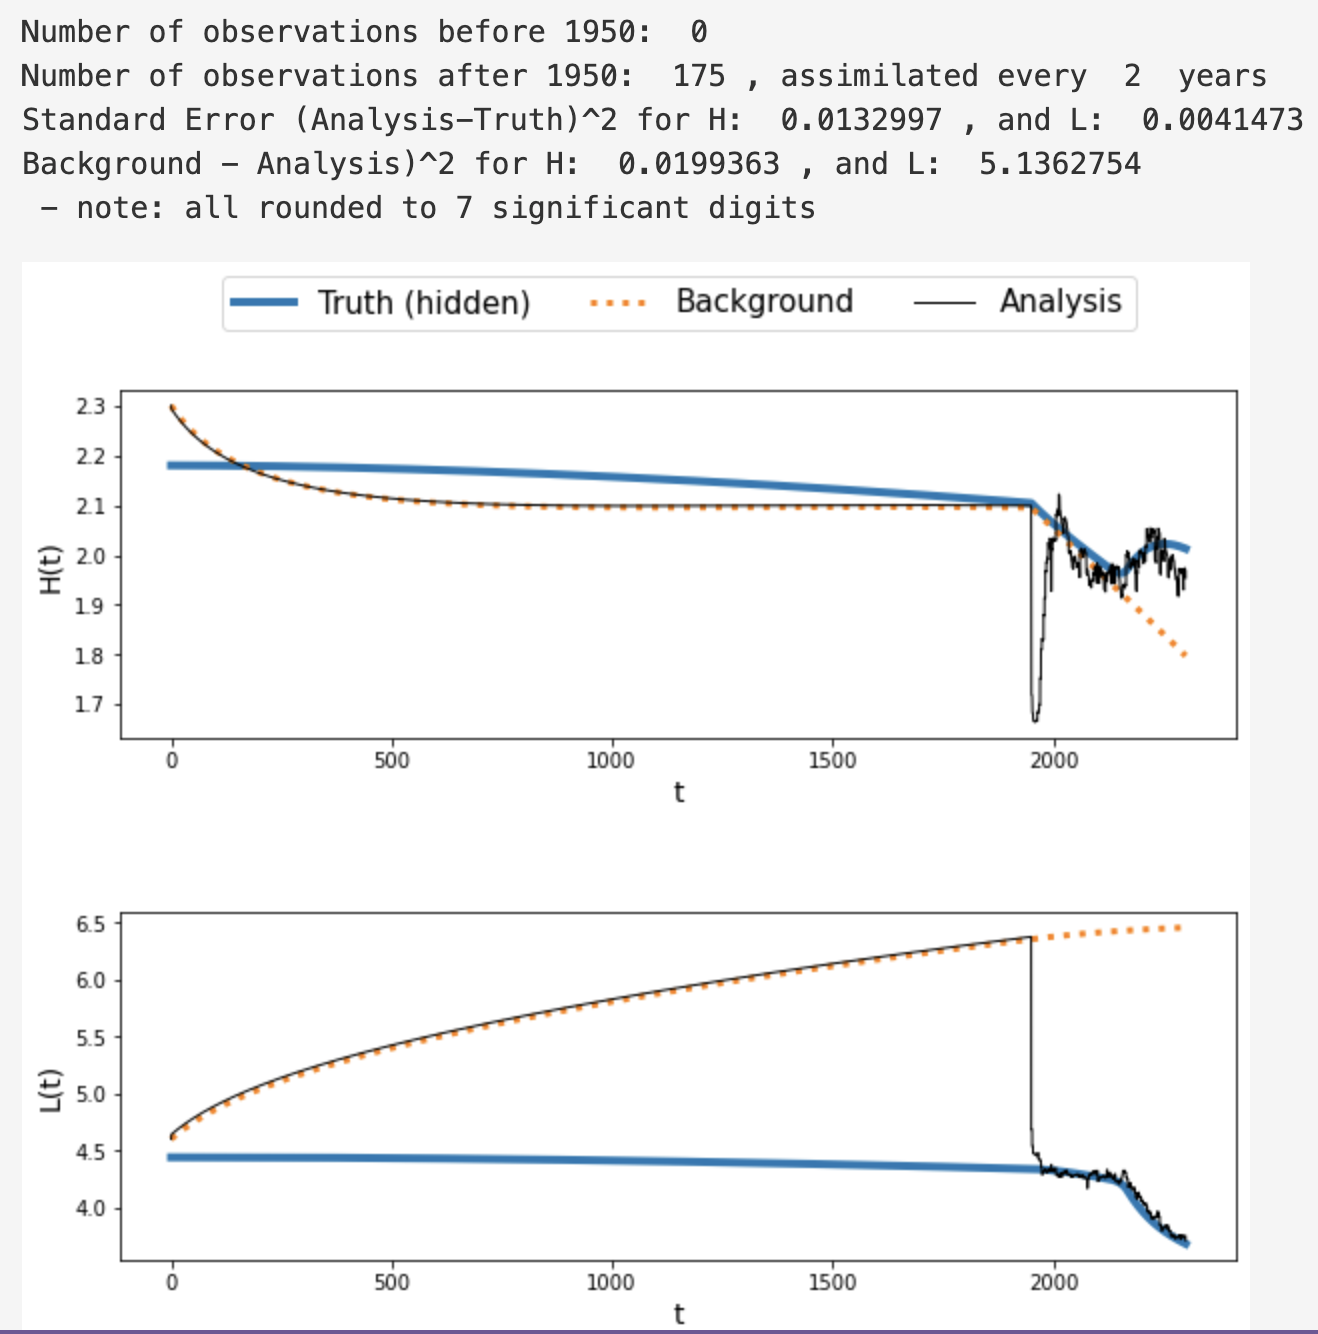 Number of observations before 1950:  0
Number of observations after 1950:  175 , assimilated every  2  years
Standard Error (Analysis-Truth)^2 for H:  0.0132997 , and L:  0.0041473
Background - Analysis)^2 for H:  0.0199363 , and L:  5.1362754
 - note: all rounded to 7 significant digits
Truth (hidden) Background Analysis
2.3
2.2
2.1
2.0
1.9
1.8
1.7
H(t)
0 500 1000 1500 2000
t
6.5
6.0
5.5
5.0
4.5
4.0
L(t)
0 500 1000 1500 2000
t